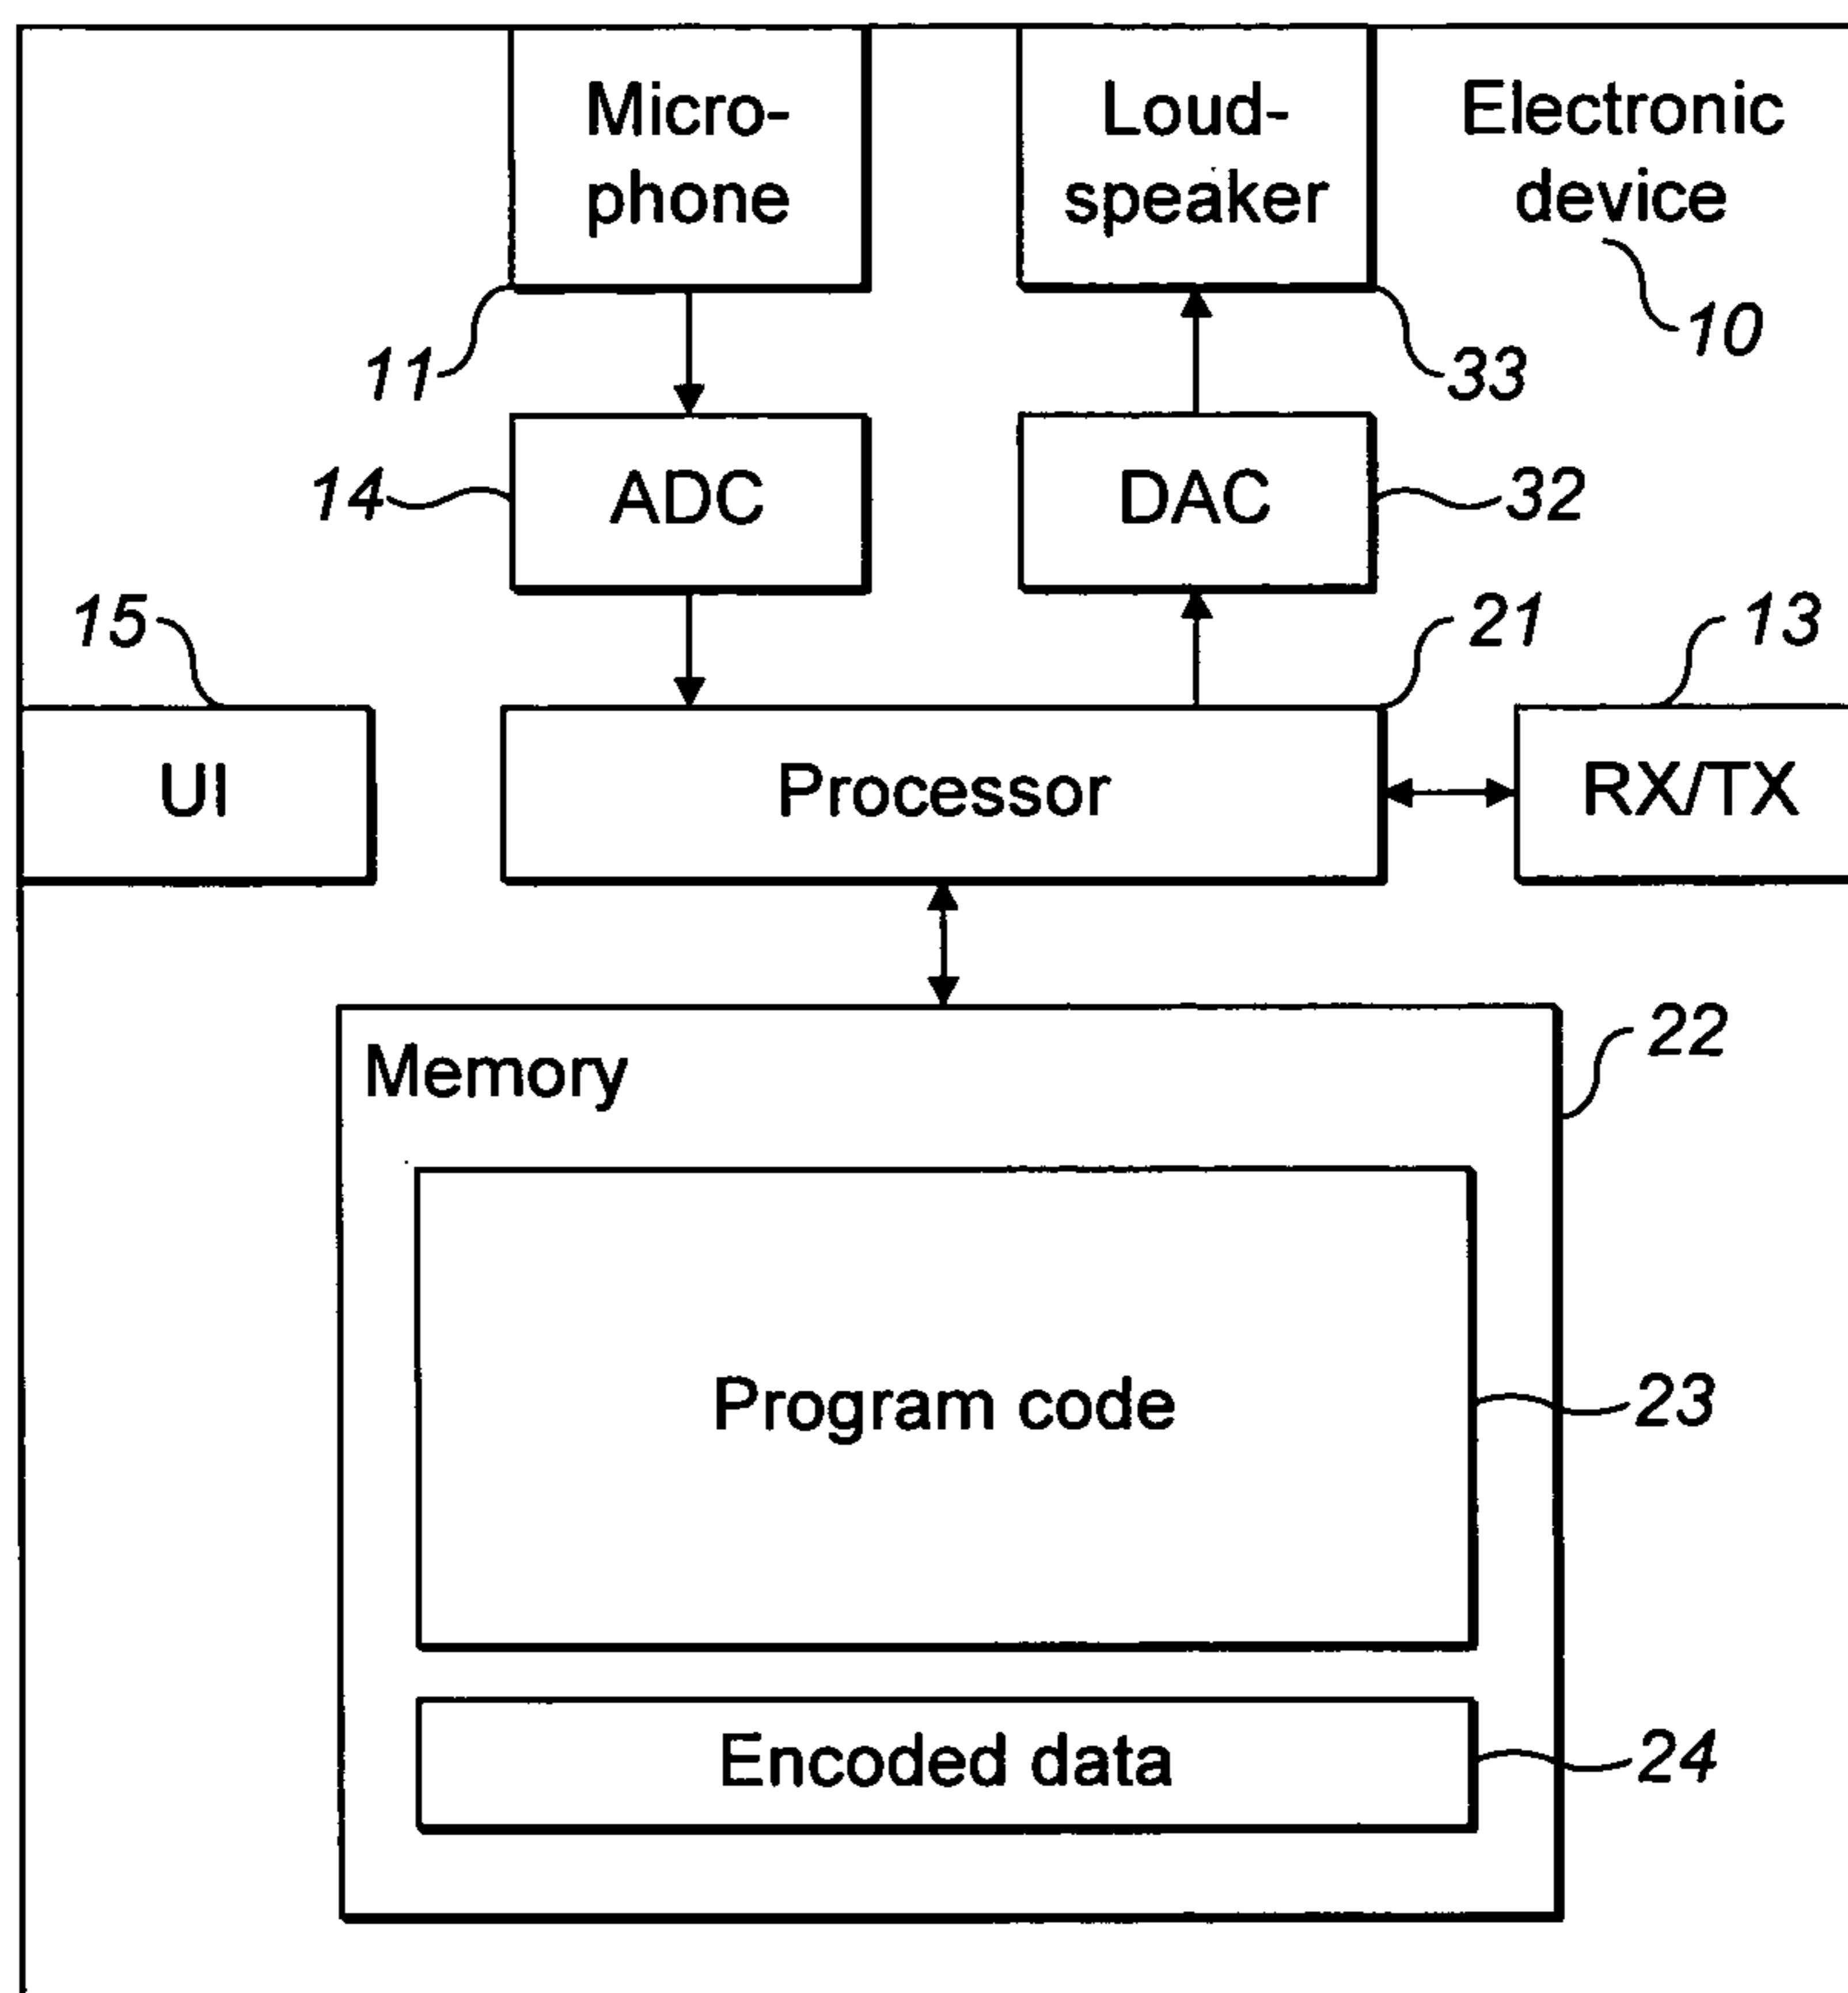 Micro-
phone
Loud-
speaker
Electronic
device
10
11
33
14
ADC
DAC
32
15
21
13
UI
Processor
RX/TX
Memory
22
Program code
23
Encoded data
24